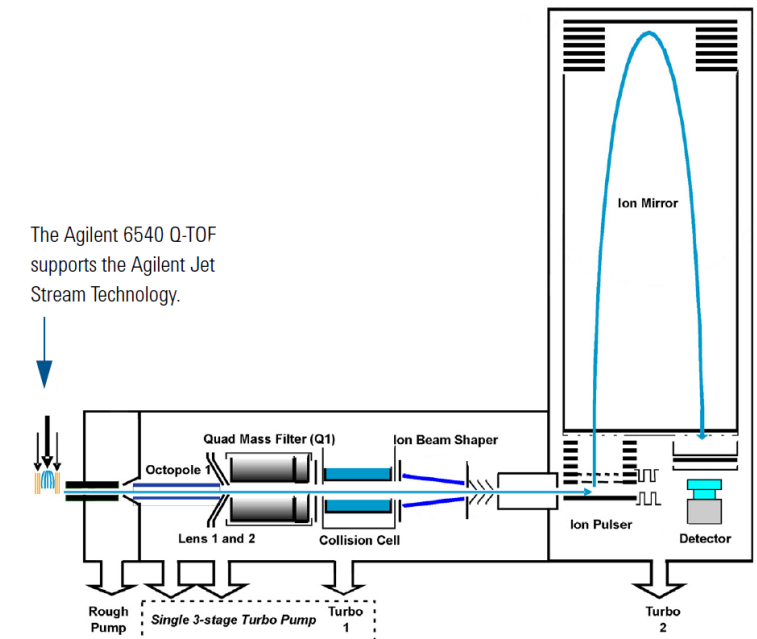 The Agilent 6540 Q-TOF
supports the Agilent Jet
Stream Technology.
Ion Mirror
Quad Mass Filter (Q1)
Ion Beam Shaper
Octopole 1
Lens 1 and 2
Collision Cell
Ion Pulser
Detector
Rough
Pump
Single 3-stage Turbo Pump
Turbo
1
Turbo
2